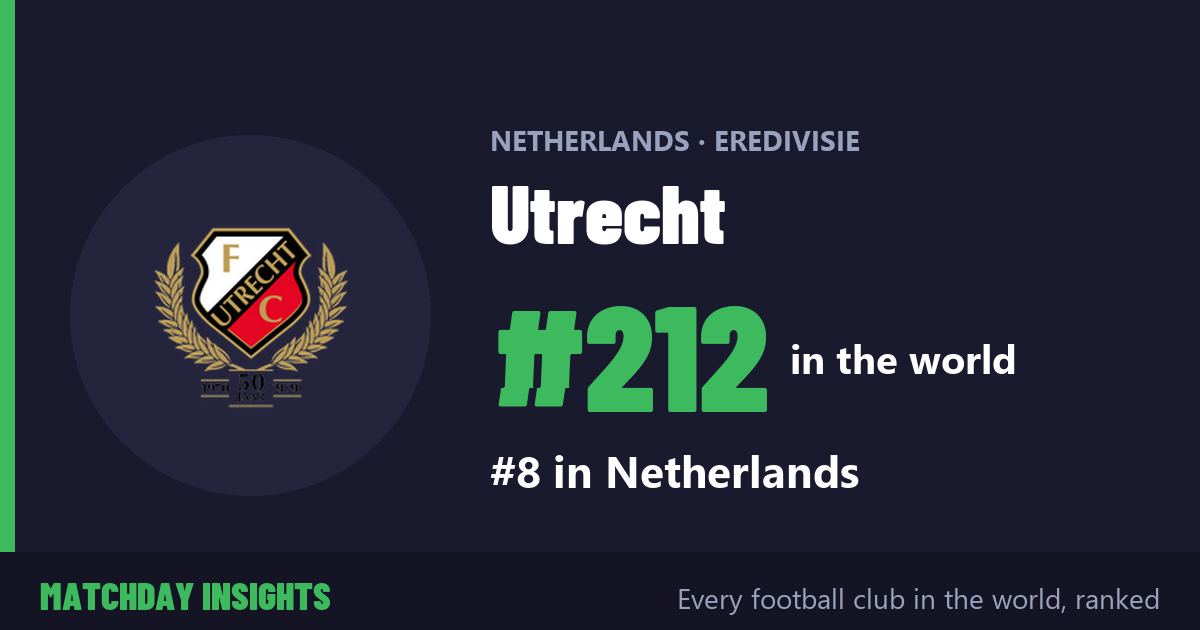 NETHERLANDS · EREDIVISIE
Utrecht
F
UTRECHT
C
50
#212 in the world
#8 in Netherlands
MATCHDAY INSIGHTS
Every football club in the world, ranked